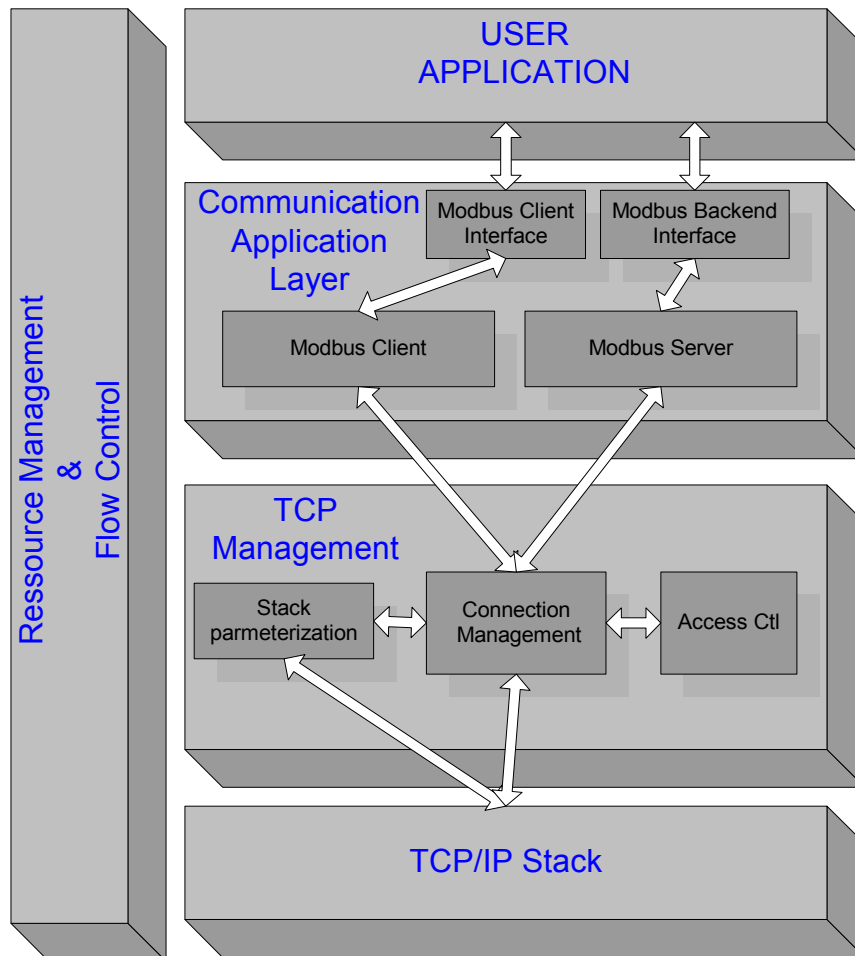 USER
APPLICATION
Communication
Application
Layer
Modbus Client
Interface
Modbus Backend
Interface
Modbus Client
Modbus Server
Ressource Management
&
Flow Control
TCP
Management
Stack
parmeterization
Connection
Management
Access Ctl
TCP/IP Stack